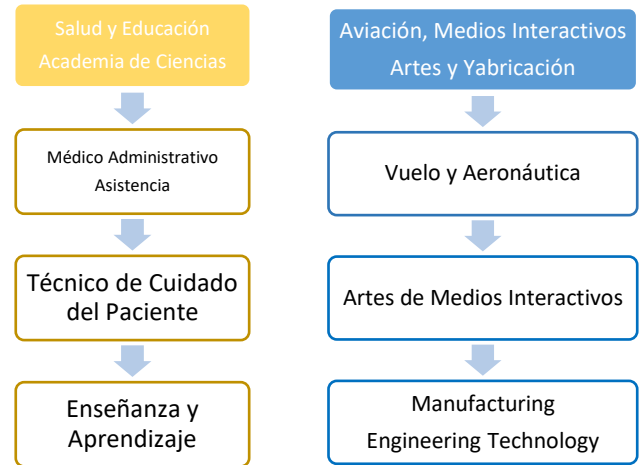 Salud y Educación
Academia de Ciencias
Médico Administrativo
Asistencia
Técnico de Cuidado
del Paciente
Enseñanza y
Aprendizaje
Aviación, Medios Interactivos
Artes y Yabricación
Vuelo y Aeronáutica
Artes de Medios Interactivos
Manufacturing
Engineering Technology